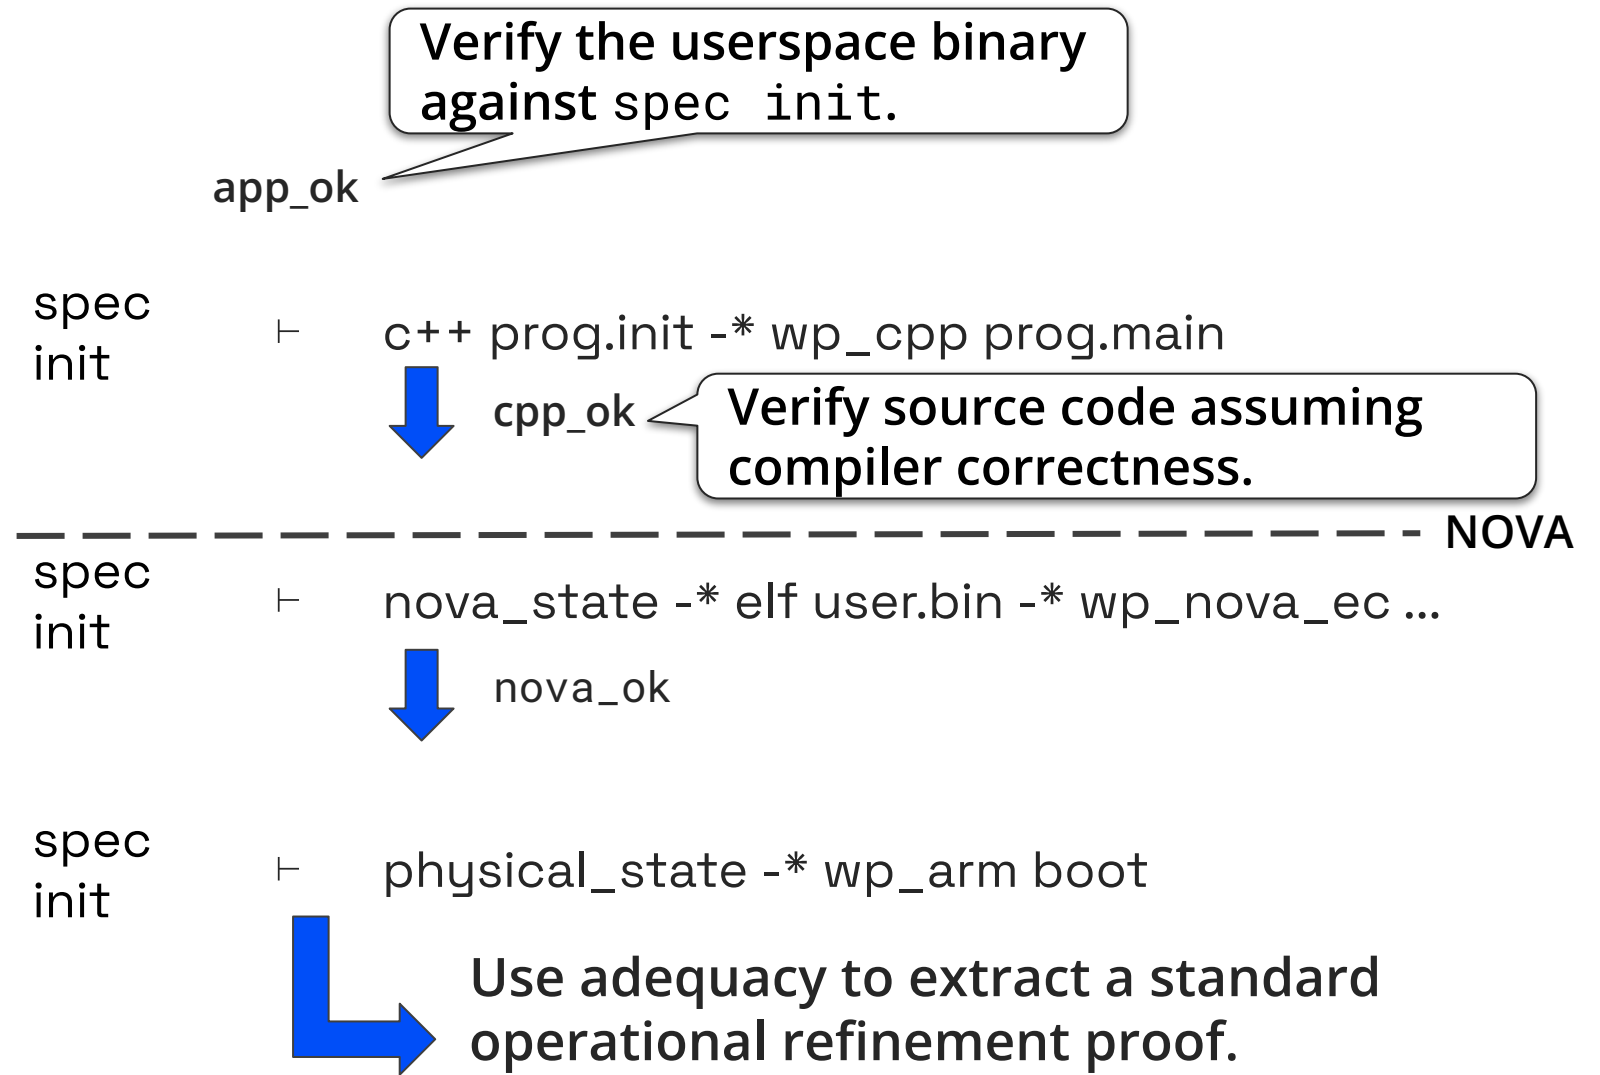 Verify the userspace binary
against spec init.
app_ok
spec
init
⊢ c++ prog.init -* wp_cpp prog.main
cpp_ok
Verify source code assuming
compiler correctness.
NOVA
spec
init
⊢ nova_state -* elf user.bin -* wp_nova_ec ...
nova_ok
spec
init
⊢ physical_state -* wp_arm boot
Use adequacy to extract a standard
operational refinement proof.